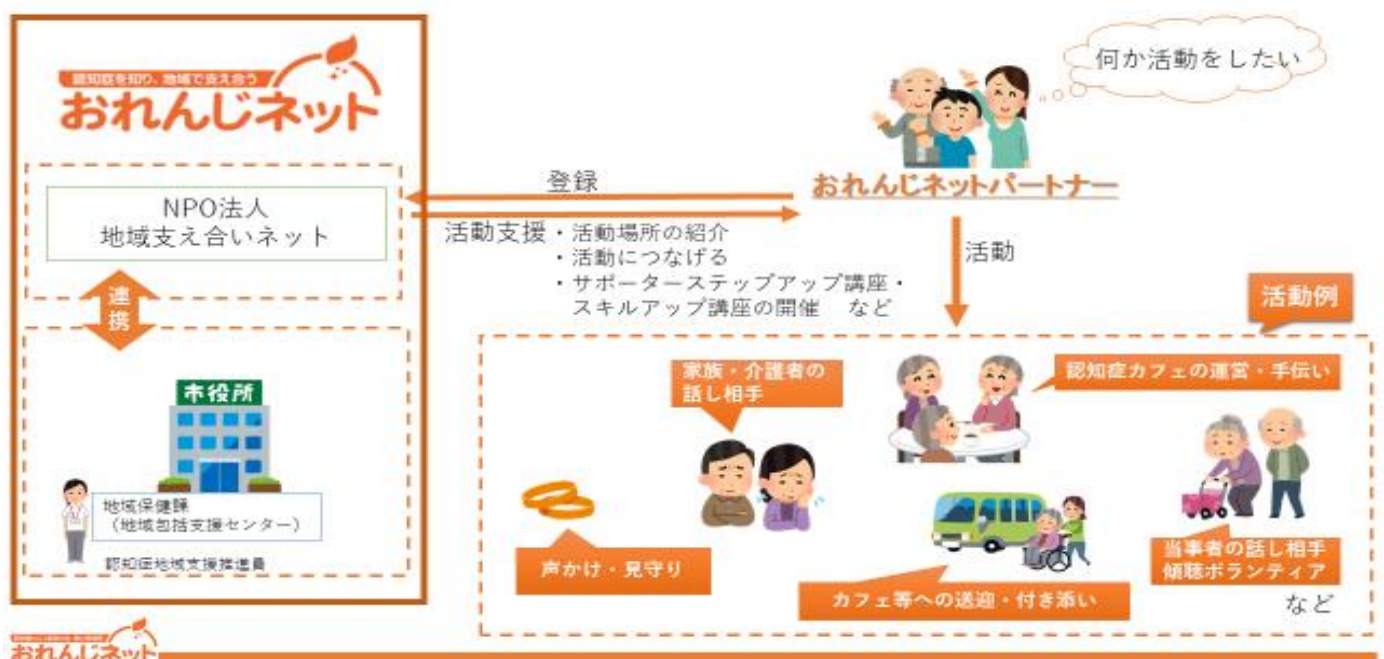 認知症を知り、地域で支え合う
おれんじネット
NPO法人
地域支え合いネット
連携
市役所
地域保健課
（地域包括支援センター）
認知症地域支援推進員
何か活動をしたい
おれんじネットパートナー
登録
活動支援・活動場所の紹介
・活動につなげる
・サポーターステップアップ講座・
スキルアップ講座の開催　など
活動
活動例
家族・介護者の
話し相手
認知症カフェの運営・手伝い
声かけ・見守り
カフェ等への送迎・付き添い
当事者の話し相手
傾聴ボランティア
など
おれんじネット